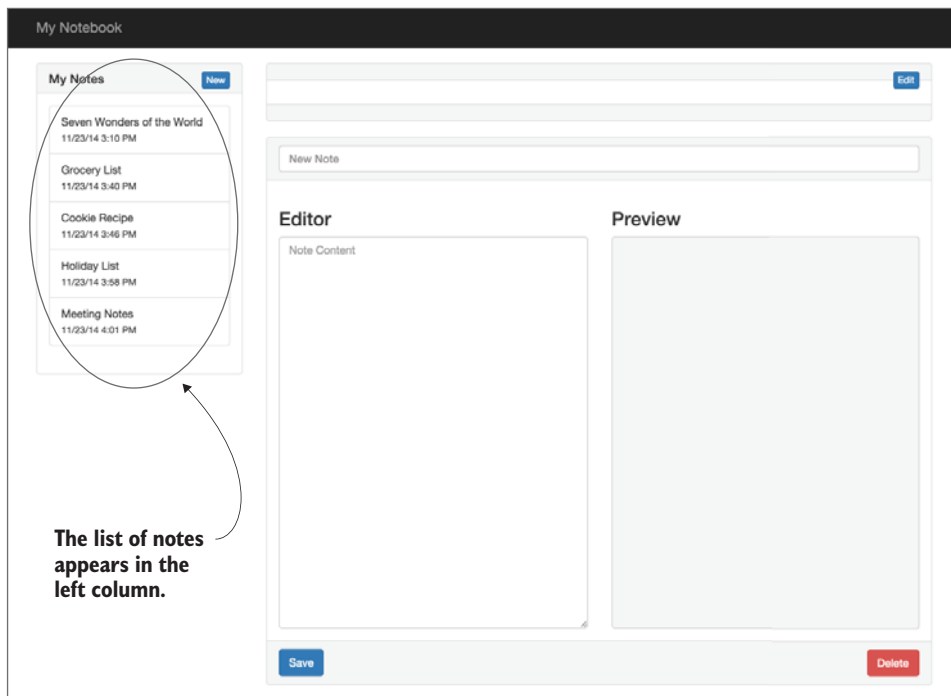 My Notebook
My Notes
New
Seven Wonders of the World
11/23/14 3:10 PM
Grocery List
11/23/14 3:40 PM
Cookie Recipe
11/23/14 3:46 PM
Holiday List
11/23/14 3:58 PM
Meeting Notes
11/23/14 4:01 PM
Edit
New Note
Editor
Preview
Note Content
Save
Delete
The list of notes
appears in the
left column.